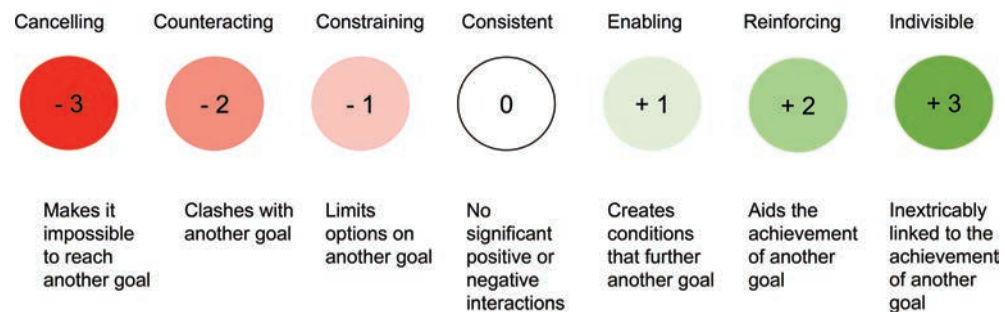 Cancelling
Counteracting
Constraining
Consistent
Enabling
Reinforcing
Indivisible
- 3
- 2
- 1
0
+ 1
+ 2
+ 3
Makes it
impossible
to reach
another goal
Clashes with
another goal
Limits
options on
another goal
No
significant
positive or
negative
interactions
Creates
conditions
that further
another goal
Aids the
achievement
of another
goal
Inextricably
linked to the
achievement
of another
goal